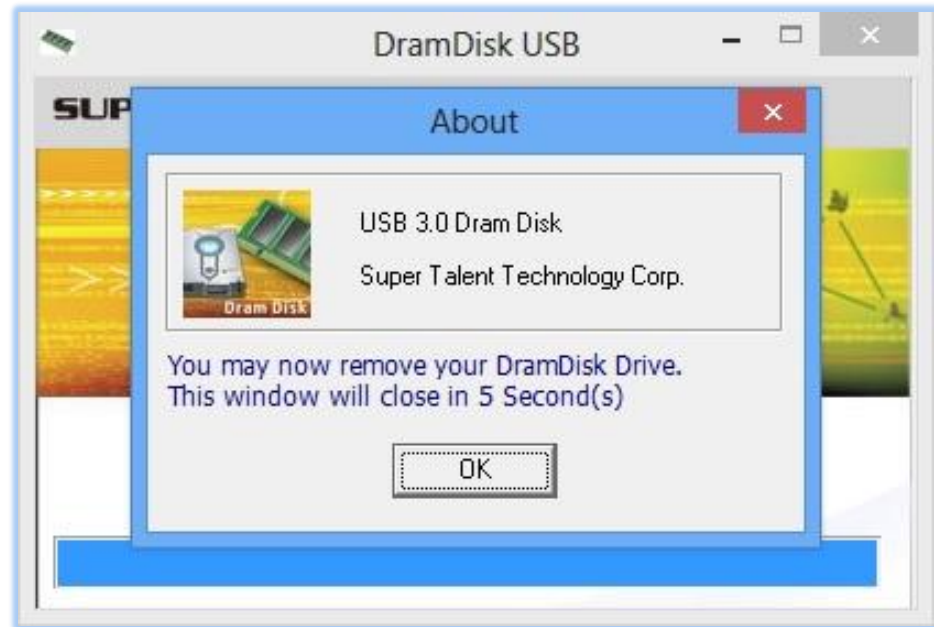 DramDisk USB
SUP
About
USB 3.0 Dram Disk
Super Talent Technology Corp.
Dram Disk
You may now remove your DramDisk Drive.
This window will close in 5 Second(s)
OK